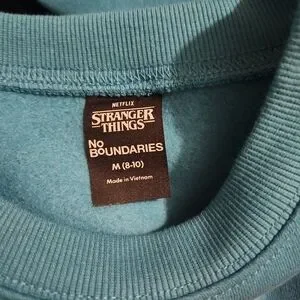 NETFLIX
STRANGER
THINGS
NO
BOUNDARIES
M (8-10)
Made in Vietnam